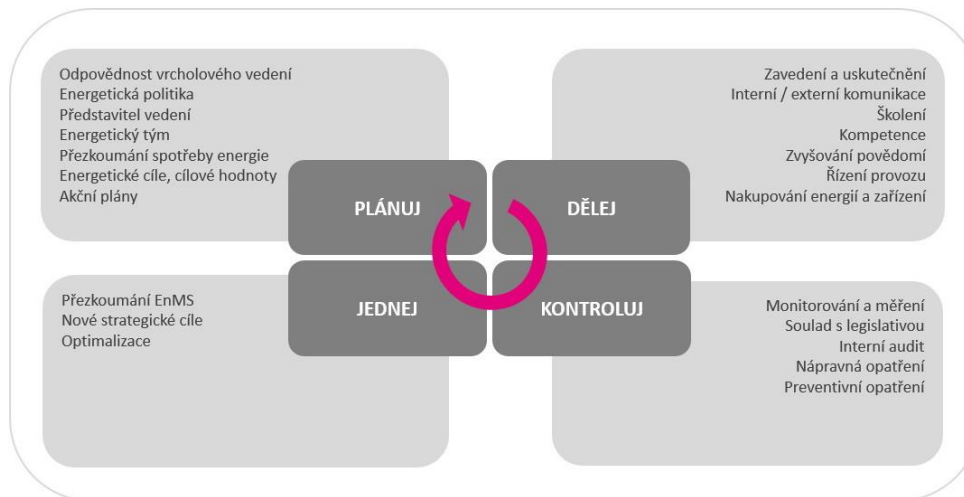 Odpovědnost vrcholového vedení
Energetická politika
Představitel vedení
Energetický tým
Přezkoumání spotřeby energie
Energetické cíle, cílové hodnoty
Akční plány
Zavedení a uskutečnění
Interní / externí komunikace
Školení
Kompetence
Zvyšování povědomí
Řízení provozu
Nakupování energií a zařízení
PLÁNUJ
DĚLEJ
JEDNEJ
KONTROLUJ
Přezkoumání EnMS
Nové strategické cíle
Optimalizace
Monitorování a měření
Soulad s legislativou
Interní audit
Nápravná opatření
Preventivní opatření